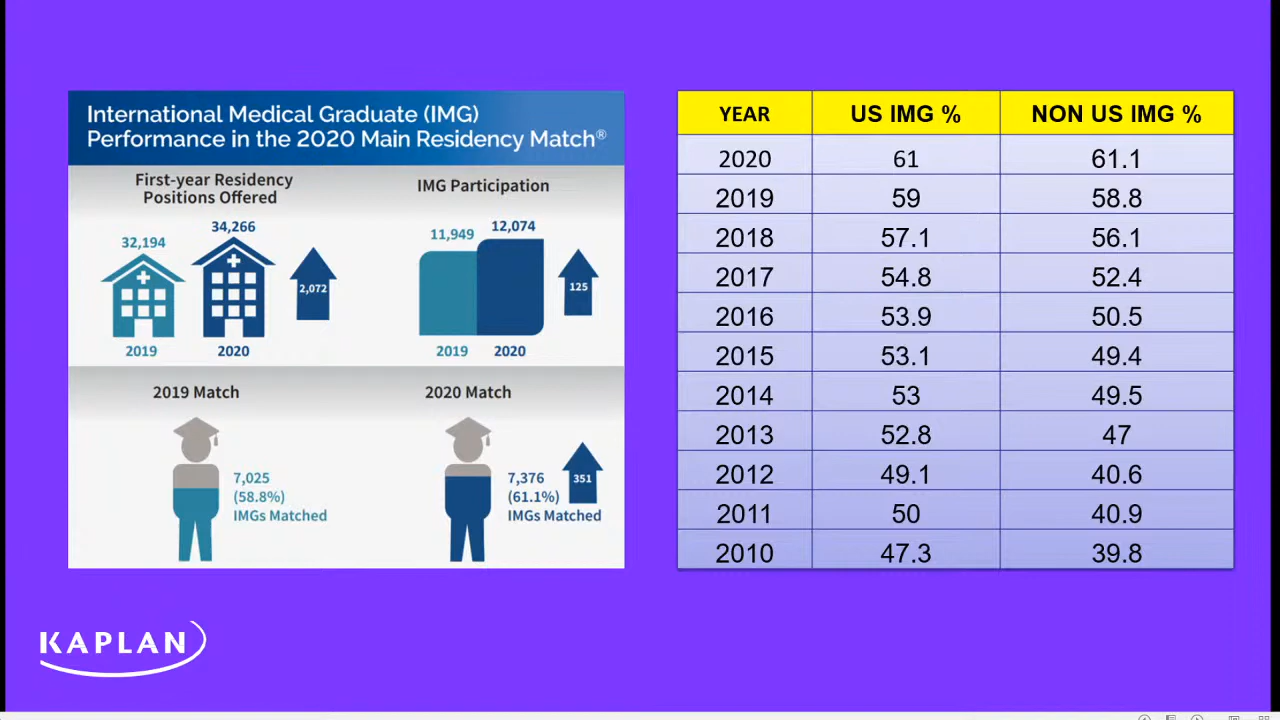 International Medical Graduate (IMG)
Performance in the 2020 Main Residency Match®
First-year Residency
Positions Offered
32,194
34,266
2,072
2019
2020
IMG Participation
11,949
12,074
125
2019
2020
2019 Match
7,025
(58.8%)
IMGs Matched
2020 Match
7,376
(61.1%)
IMGs Matched
351
YEAR US IMG % NON US IMG %
2020 61 61.1
2019 59 58.8
2018 57.1 56.1
2017 54.8 52.4
2016 53.9 50.5
2015 53.1 49.4
2014 53 49.5
2013 52.8 47
2012 49.1 40.6
2011 50 40.9
2010 47.3 39.8
KAPLAN